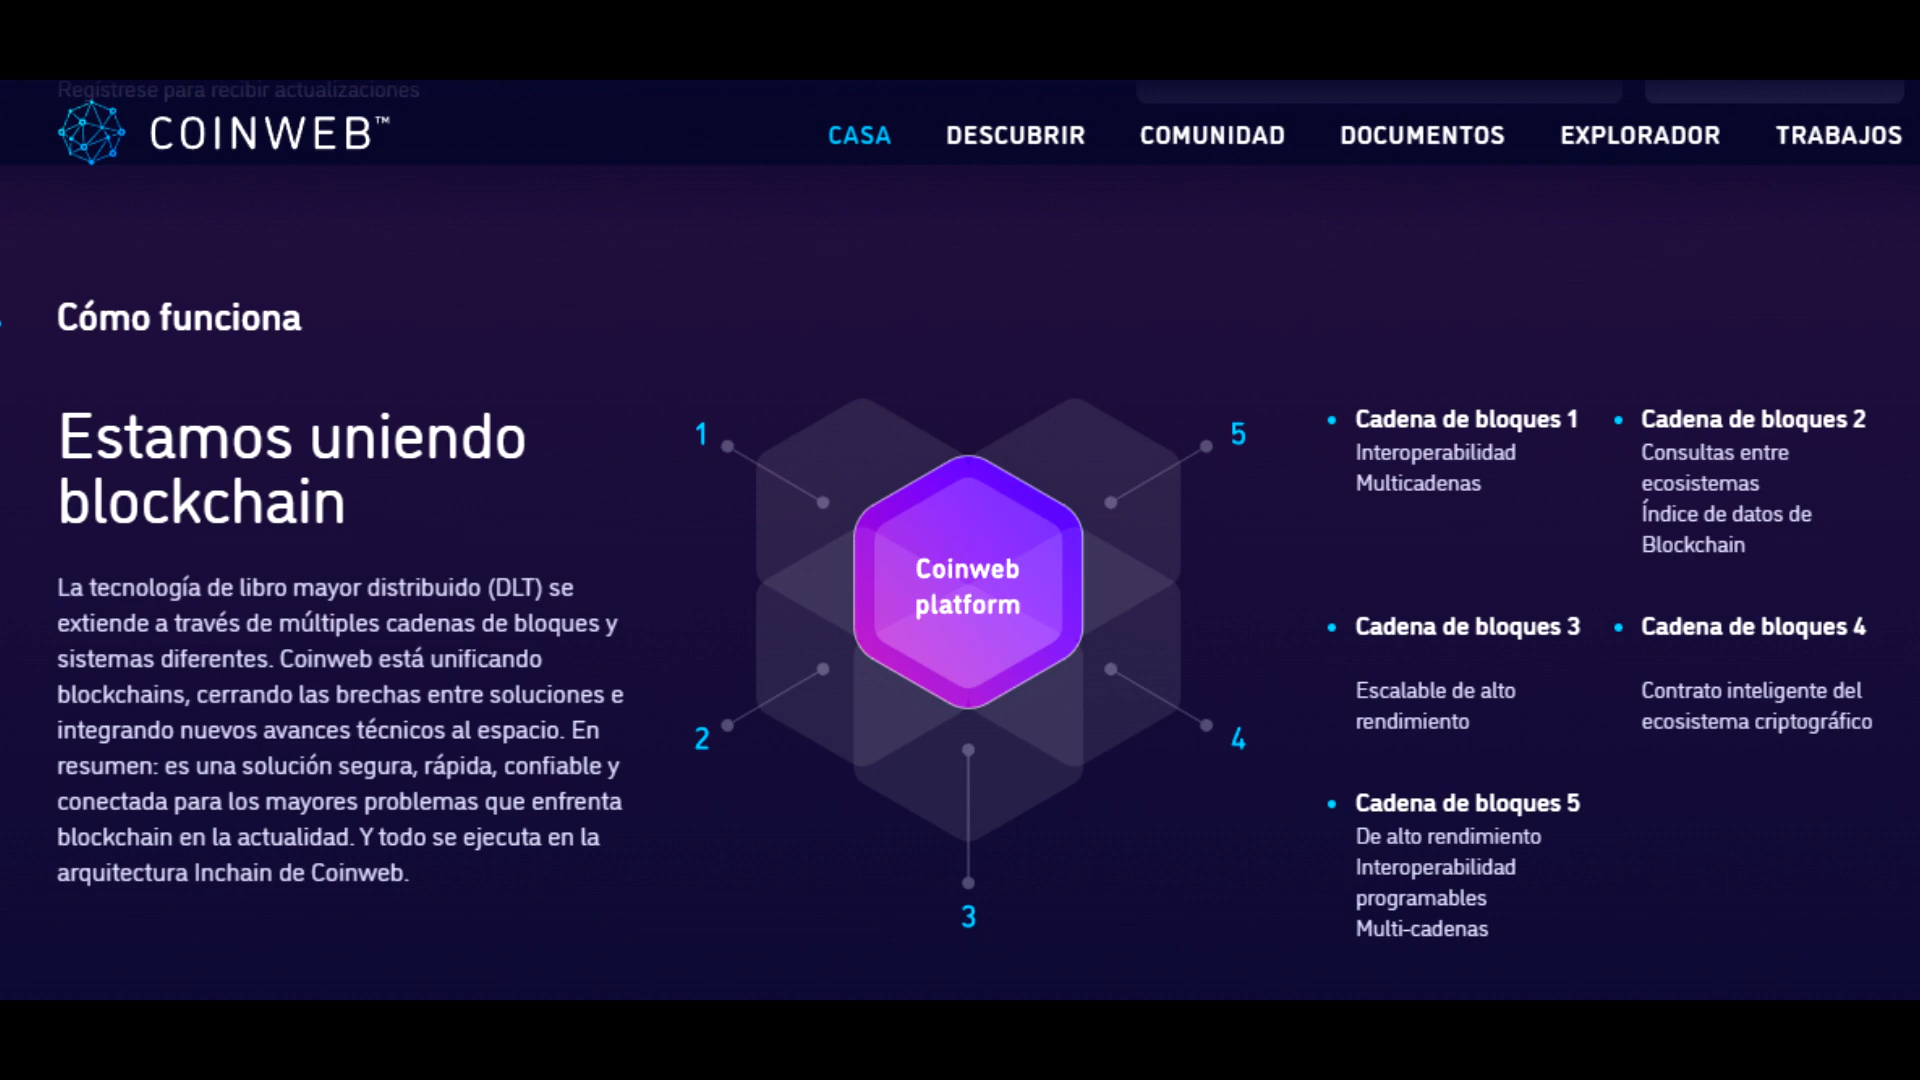 Regístrese para recibir actualizaciones
COINWEB™
CASA DESCUBRIR COMUNIDAD DOCUMENTOS EXPLORADOR TRABAJOS
Cómo funciona
Estamos uniendo
blockchain
La tecnología de libro mayor distribuido (DLT) se
extiende a través de múltiples cadenas de bloques y
sistemas diferentes. Coinweb está unificando
blockchains, cerrando las brechas entre soluciones e
integrando nuevos avances técnicos al espacio. En
resumen: es una solución segura, rápida, confiable y
conectada para los mayores problemas que enfrenta
blockchain en la actualidad. Y todo se ejecuta en la
arquitectura Inchain de Coinweb.
1
5
Coinweb
platform
2
4
3
Cadena de bloques 1
Interoperabilidad
Multicadenas
Cadena de bloques 2
Consultas entre
ecosistemas
Índice de datos de
Blockchain
Cadena de bloques 3
Escalable de alto
rendimiento
Cadena de bloques 4
Contrato inteligente del
ecosistema criptográfico
Cadena de bloques 5
De alto rendimiento
Interoperabilidad
programables
Multi-cadenas